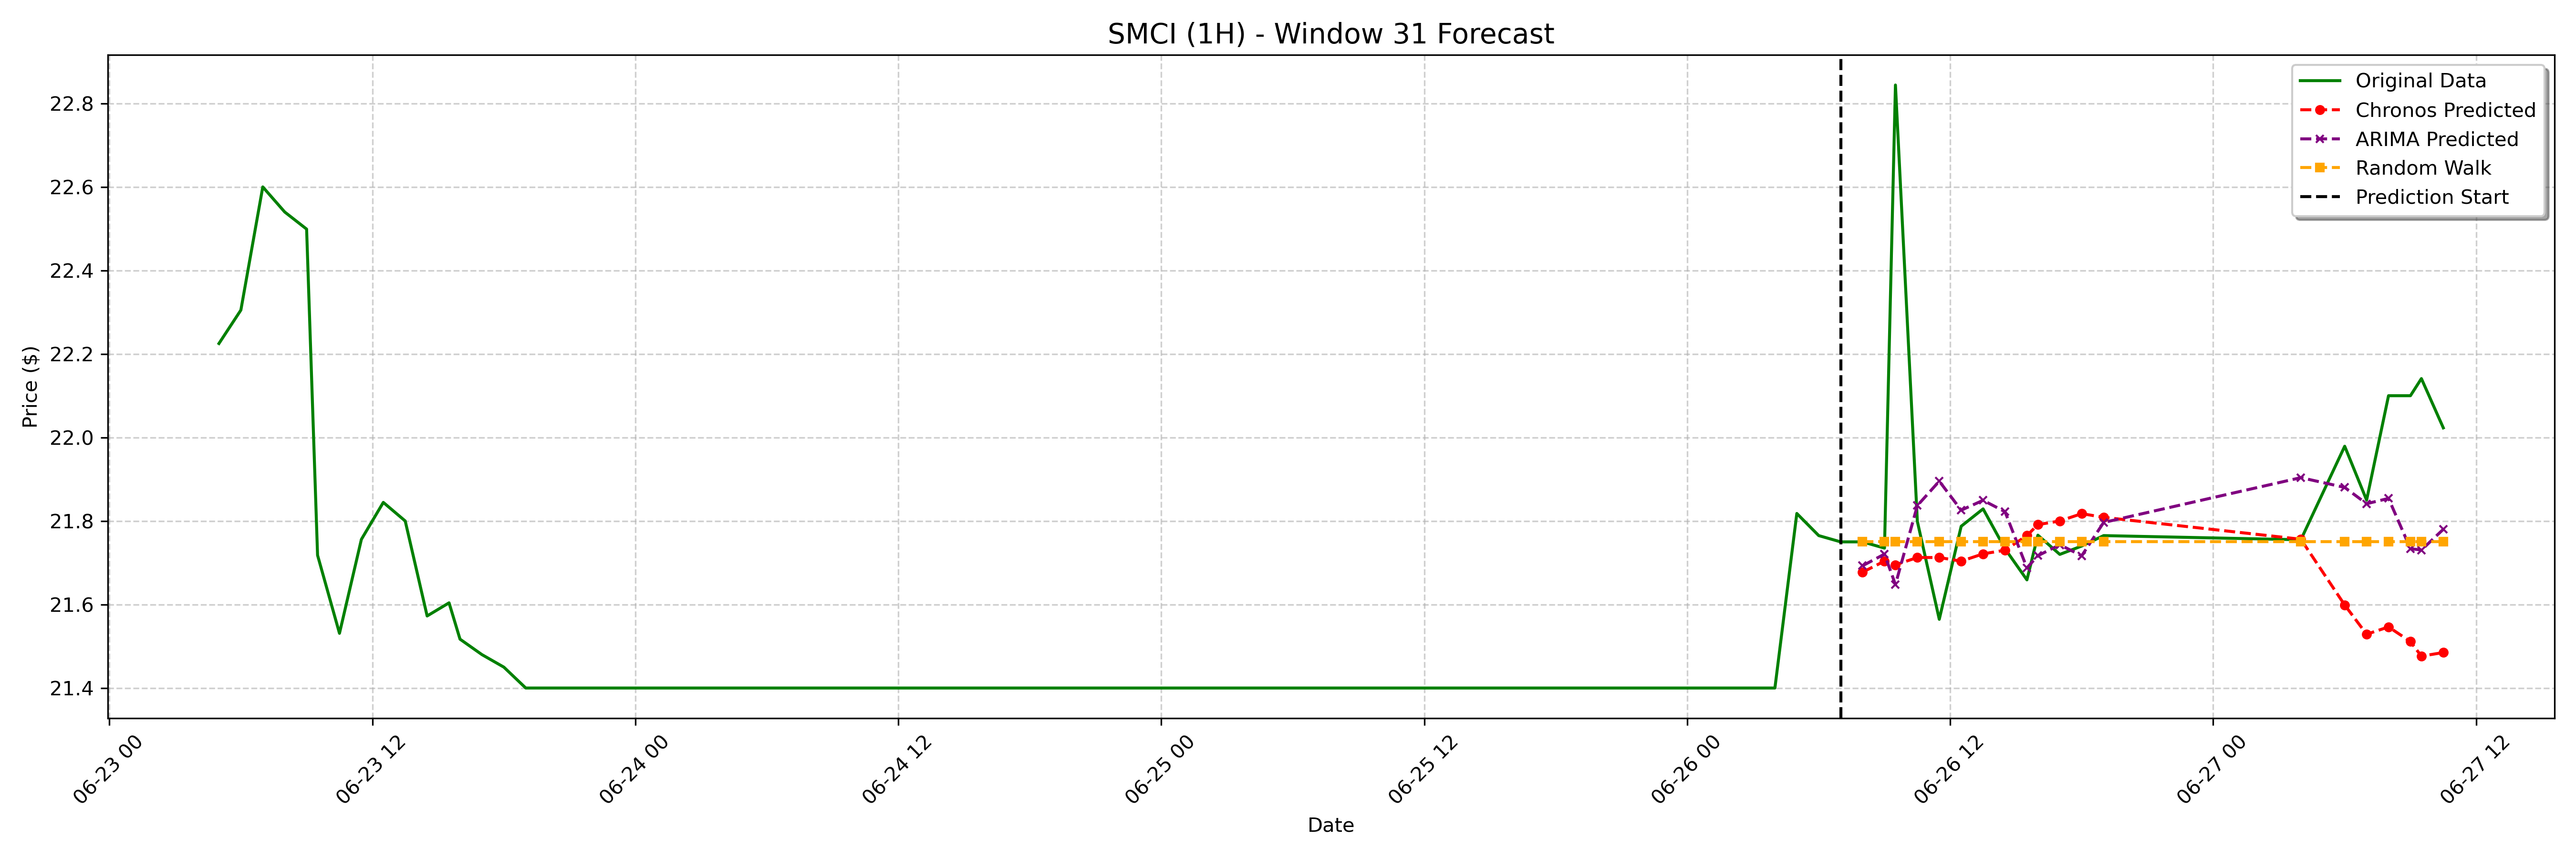 SMCI (1H) - Window 31 Forecast
Price ($)
22.8
22.6
22.4
22.2
22.0
21.8
21.6
21.4
Original Data
Chronos Predicted
ARIMA Predicted
Random Walk
Prediction Start
06-23 00
06-23 12
06-24 00
06-24 12
06-25 00
06-25 12
06-26 00
06-26 12
06-27 00
06-27 12
Date